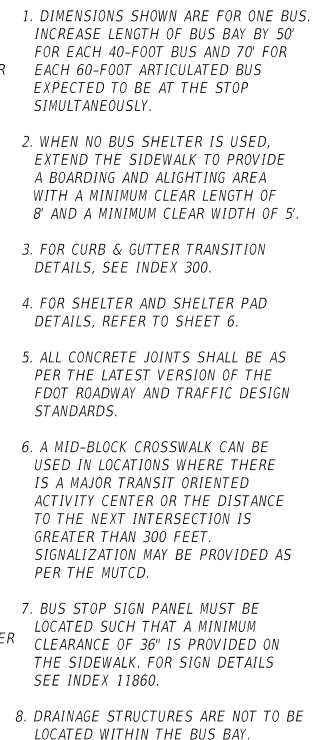 1. DIMENSIONS SHOWN ARE FOR ONE BUS.
INCREASE LENGTH OF BUS BAY BY 50'
FOR EACH 40-FOOT BUS AND 70' FOR
EACH 60-FOOT ARTICULATED BUS
EXPECTED TO BE AT THE STOP
SIMULTANEOUSLY.
2. WHEN NO BUS SHELTER IS USED,
EXTEND THE SIDEWALK TO PROVIDE
A BOARDING AND ALIGHTING AREA
WITH A MINIMUM CLEAR LENGTH OF
8' AND A MINIMUM CLEAR WIDTH OF 5'.
3. FOR CURB & GUTTER TRANSITION
DETAILS, SEE INDEX 300.
4. FOR SHELTER AND SHELTER PAD
DETAILS, REFER TO SHEET 6.
5. ALL CONCRETE JOINTS SHALL BE AS
PER THE LATEST VERSION OF THE
FDOT ROADWAY AND TRAFFIC DESIGN
STANDARDS.
6. A MID-BLOCK CROSSWALK CAN BE
USED IN LOCATIONS WHERE THERE
IS A MAJOR TRANSIT ORIENTED
ACTIVITY CENTER OR THE DISTANCE
TO THE NEXT INTERSECTION IS
GREATER THAN 300 FEET.
SIGNALIZATION MAY BE PROVIDED AS
PER THE MUTCD.
7. BUS STOP SIGN PANEL MUST BE
LOCATED SUCH THAT A MINIMUM
CLEARANCE OF 36" IS PROVIDED ON
THE SIDEWALK. FOR SIGN DETAILS
SEE INDEX 11860.
8. DRAINAGE STRUCTURES ARE NOT TO BE
LOCATED WITHIN THE BUS BAY.